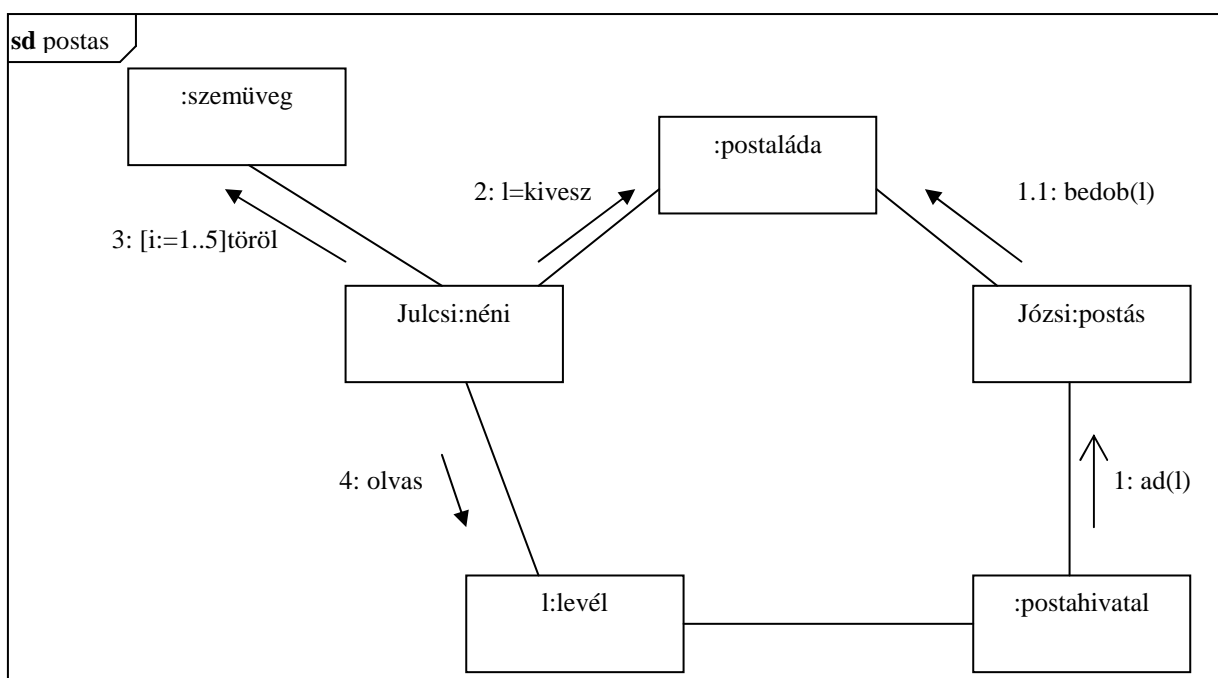 sd postas
:szemüveg
:postaláda
2: l=kivesz
1.1: bedob(l)
3: [i:=1..5]töröl
Julcsi:néni
Józsi:postás
4: olvas
1: ad(l)
l:levél
:postahivatal